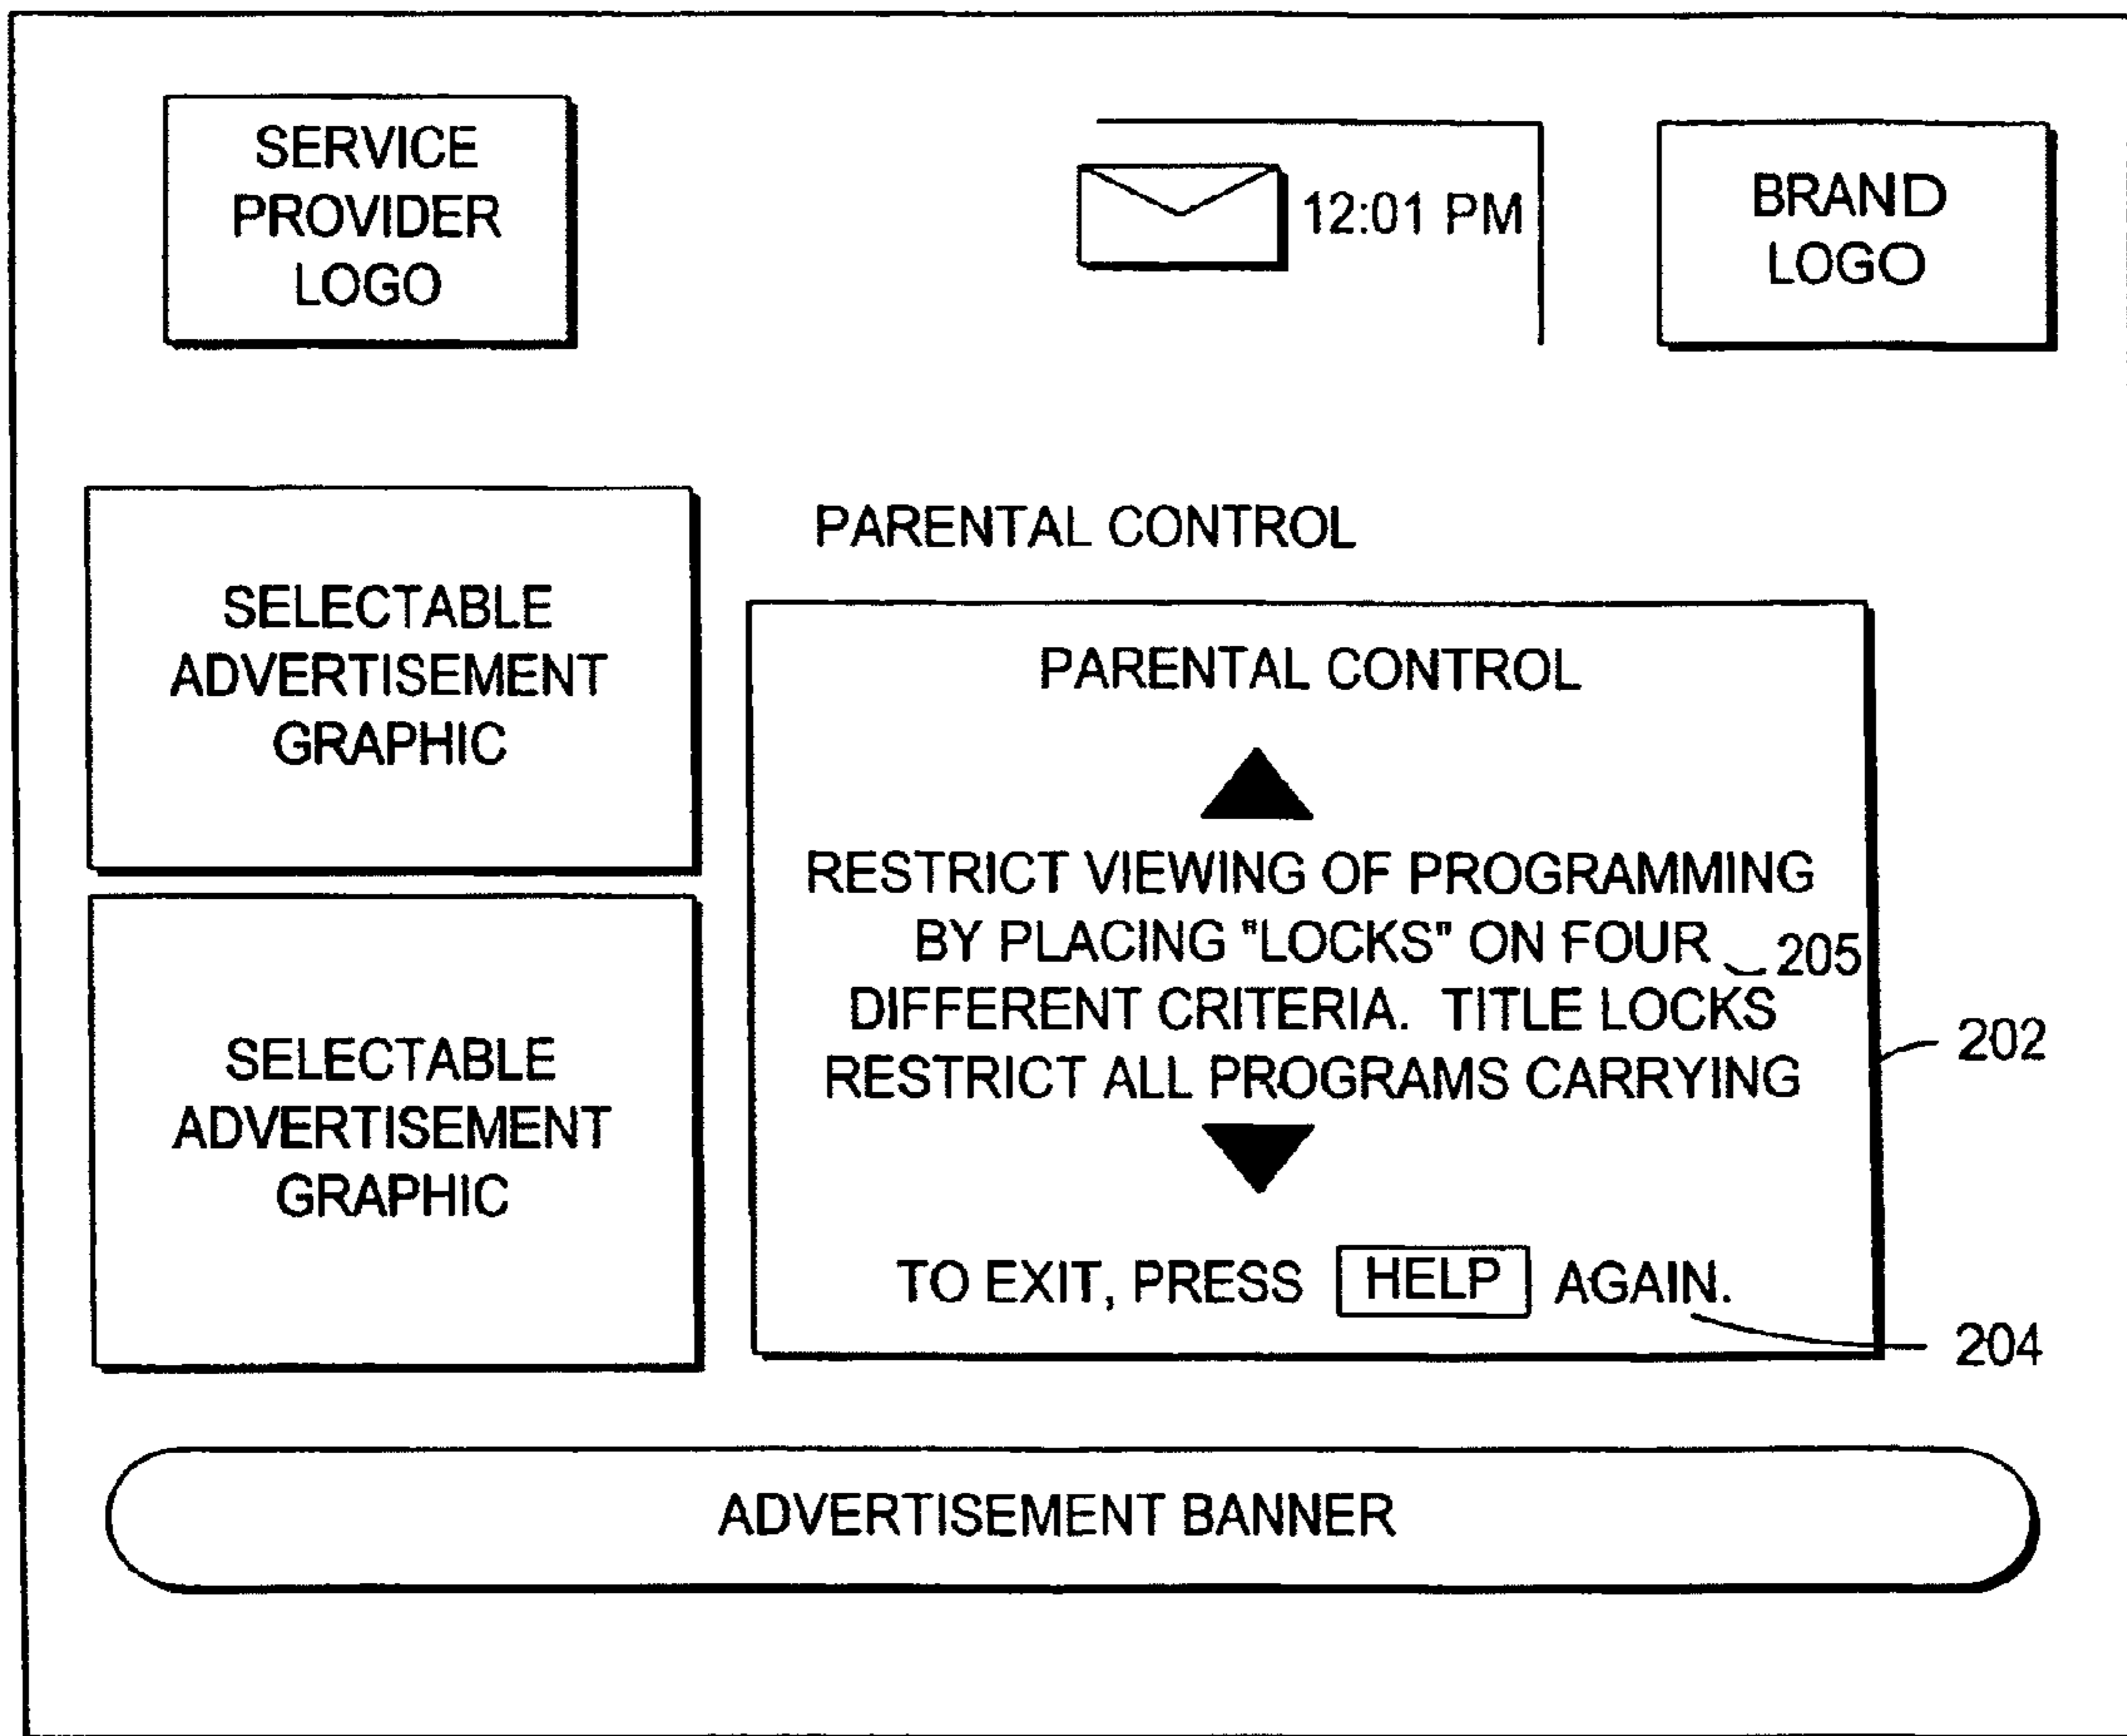 SERVICE
PROVIDER
LOGO
12:01 PM
BRAND
LOGO
SELECTABLE
ADVERTISEMENT
GRAPHIC
SELECTABLE
ADVERTISEMENT
GRAPHIC
PARENTAL CONTROL
PARENTAL CONTROL
RESTRICT VIEWING OF PROGRAMMING
BY PLACING "LOCKS" ON FOUR
205
DIFFERENT CRITERIA. TITLE LOCKS
RESTRICT ALL PROGRAMS CARRYING
202
TO EXIT, PRESS HELP AGAIN.
204
ADVERTISEMENT BANNER